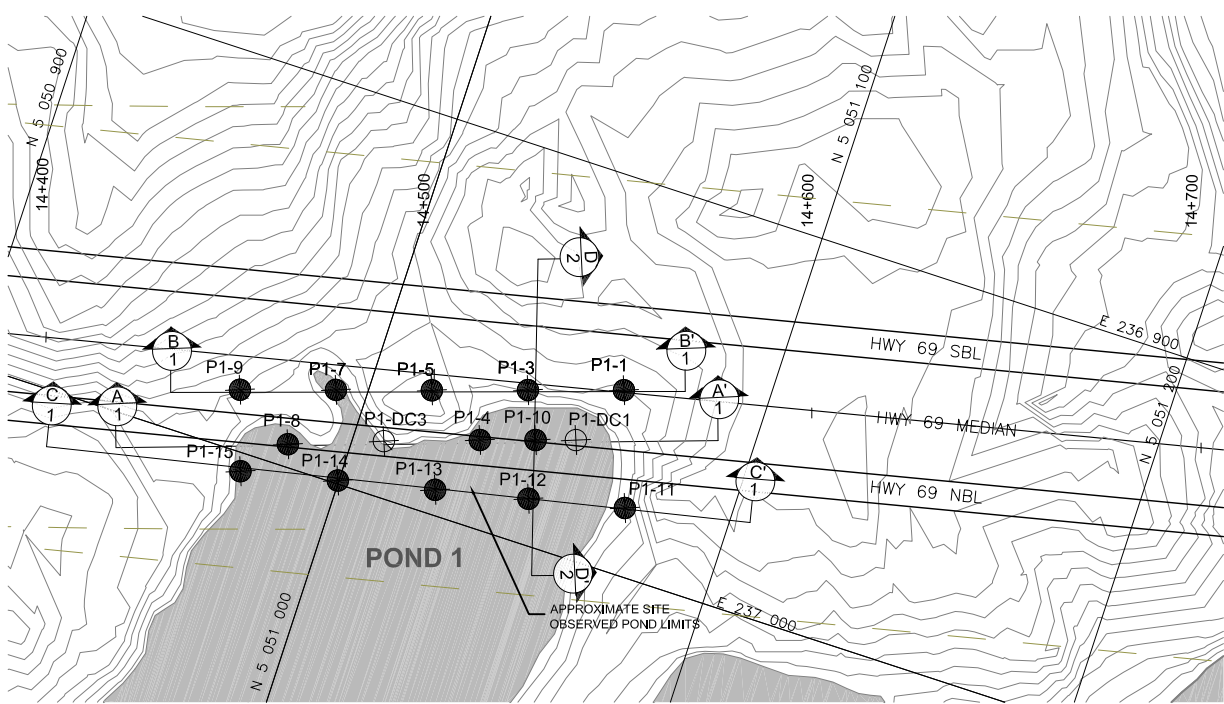 N 5 050 900
14+400
14+500
N 5 051 100
14+600
14+700
D
2
E 236 900
HWY 69 SBL
B
1
B'
1
P1-9
P1-7
P1-5
P1-3
P1-1
N 5 051 200
C
1
A
1
A'
1
HWY 69 MEDIAN
P1-8
P1-DC3
P1-4
P1-10
P1-DC1
P1-15
P1-14
P1-13
P1-12
P1-11
C'
1
HWY 69 NBL
POND 1
D'
2
APPROXIMATE SITE
OBSERVED POND LIMITS
E 237 000
N 5 051 000